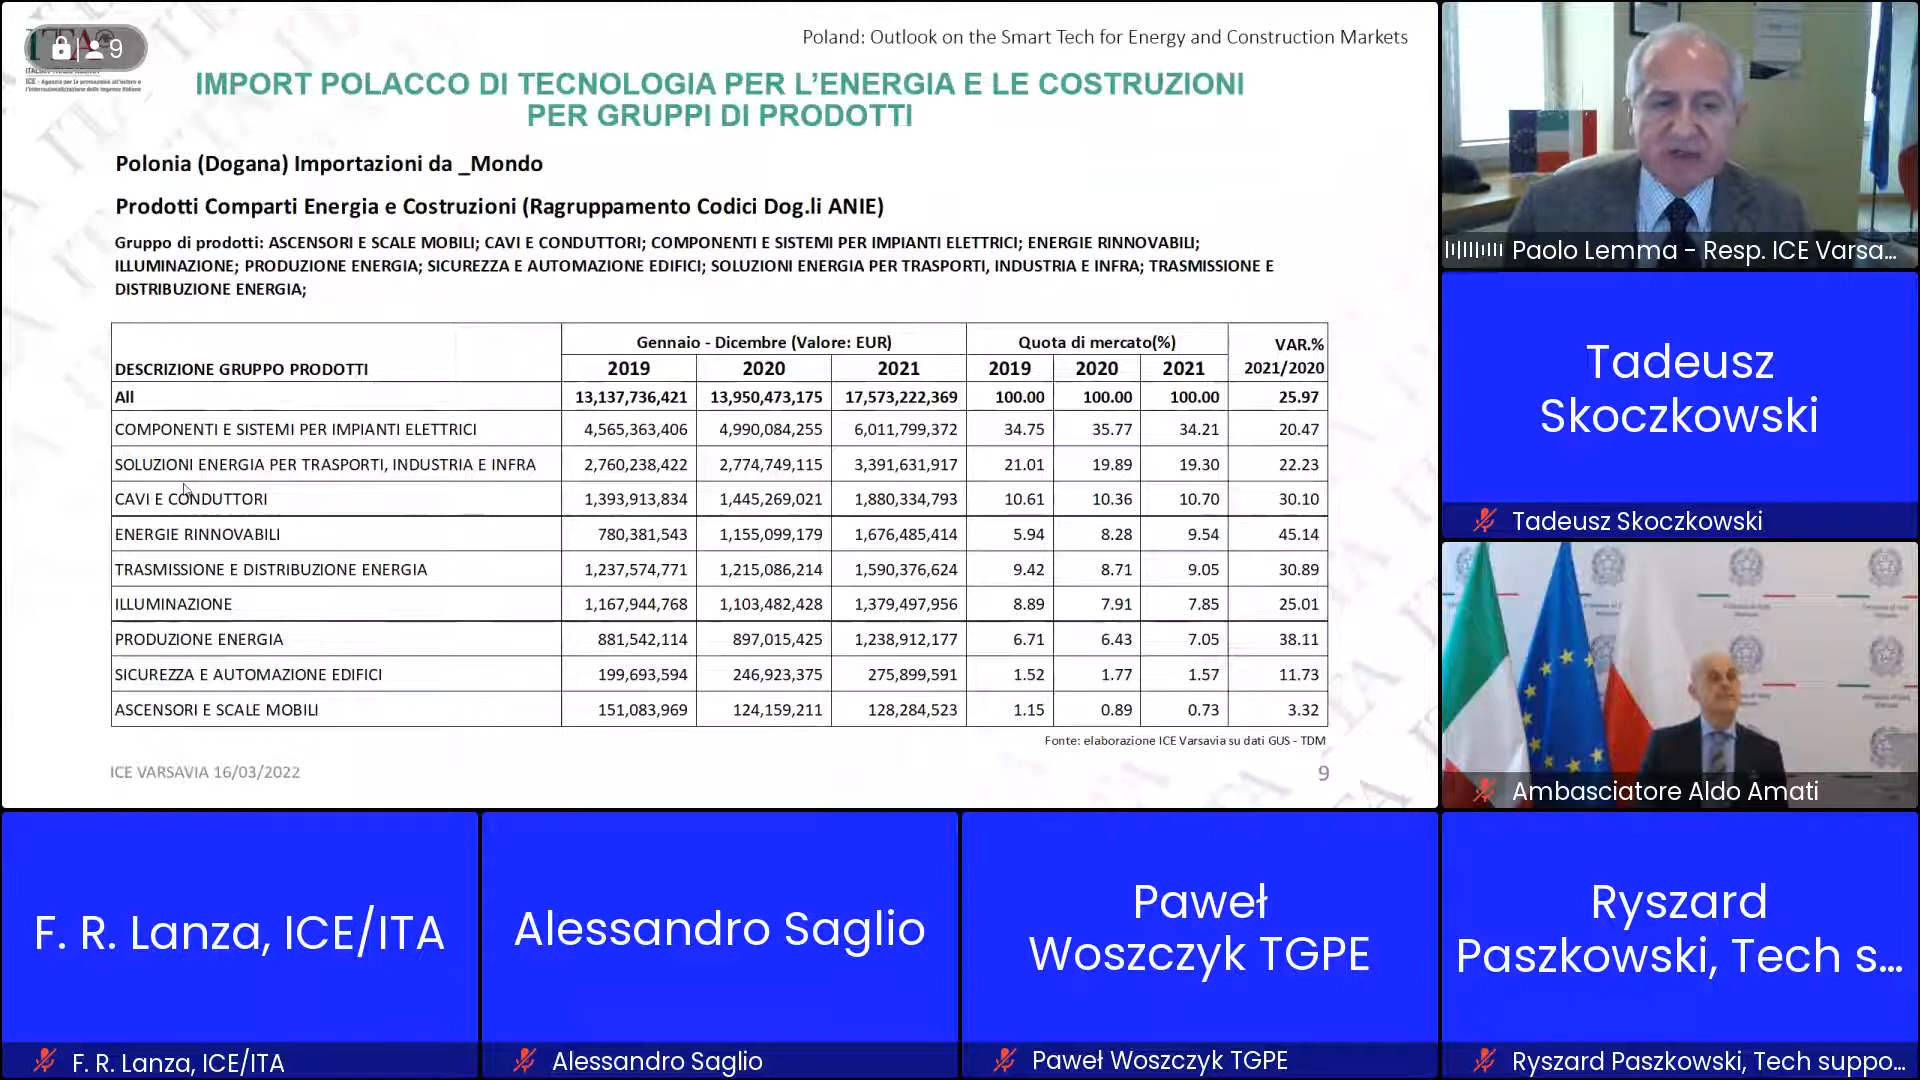 9
ITALIAN TRADE AGENCY
ICE - Agenzia per la promozione all'estero e
l'internazionalizzazione delle imprese italiane
Poland: Outlook on the Smart Tech for Energy and Construction Markets
IMPORT POLACCO DI TECNOLOGIA PER L'ENERGIA E LE COSTRUZIONI
PER GRUPPI DI PRODOTTI
Polonia (Dogana) Importazioni da _Mondo
Prodotti Comparti Energia e Costruzioni (Ragruppamento Codici Dog.li ANIE)
Gruppo di prodotti: ASCENSORI E SCALE MOBILI; CAVI E CONDUTTORI; COMPONENTI E SISTEMI PER IMPIANTI ELETTRICI; ENERGIE RINNOVABILI;
ILLUMINAZIONE; PRODUZIONE ENERGIA; SICUREZZA E AUTOMAZIONE EDIFICI; SOLUZIONI ENERGIA PER TRASPORTI, INDUSTRIA E INFRA; TRASMISSIONE E
DISTRIBUZIONE ENERGIA;
DESCRIZIONE GRUPPO PRODOTTI Gennaio - Dicembre (Valore: EUR) Quota di mercato(%) VAR.%
2019 2020 2021 2019 2020 2021 2021/2020
All 13,137,736,421 13,950,473,175 17,573,222,369 100.00 100.00 100.00 25.97
COMPONENTI E SISTEMI PER IMPIANTI ELETTRICI 4,565,363,406 4,990,084,255 6,011,799,372 34.75 35.77 34.21 20.47
SOLUZIONI ENERGIA PER TRASPORTI, INDUSTRIA E INFRA 2,760,238,422 2,774,749,115 3,391,631,917 21.01 19.89 19.30 22.23
CAVI E CONDUTTORI 1,393,913,834 1,445,269,021 1,880,334,793 10.61 10.36 10.70 30.10
ENERGIE RINNOVABILI 780,381,543 1,155,099,179 1,676,485,414 5.94 8.28 9.54 45.14
TRASMISSIONE E DISTRIBUZIONE ENERGIA 1,237,574,771 1,215,086,214 1,590,376,624 9.42 8.71 9.05 30.89
ILLUMINAZIONE 1,167,944,768 1,103,482,428 1,379,497,956 8.89 7.91 7.85 25.01
PRODUZIONE ENERGIA 881,542,114 897,015,425 1,238,912,177 6.71 6.43 7.05 38.11
SICUREZZA E AUTOMAZIONE EDIFICI 199,693,594 246,923,375 275,899,591 1.52 1.77 1.57 11.73
ASCENSORI E SCALE MOBILI 151,083,969 124,159,211 128,284,523 1.15 0.89 0.73 3.32
Fonte: elaborazione ICE Varsavia su dati GUS - TDM
ICE VARSAVIA 16/03/2022
9
Paolo Lemma - Resp. ICE Varsa...
Tadeusz
Skoczkowski
Tadeusz Skoczkowski
Ambasciatore Aldo Amati
F. R. Lanza, ICE/ITA
F. R. Lanza, ICE/ITA
Alessandro Saglio
Alessandro Saglio
Paweł
Woszczyk TGPE
Paweł Woszczyk TGPE
Ryszard
Paszkowski, Tech s...
Ryszard Paszkowski, Tech suppo...